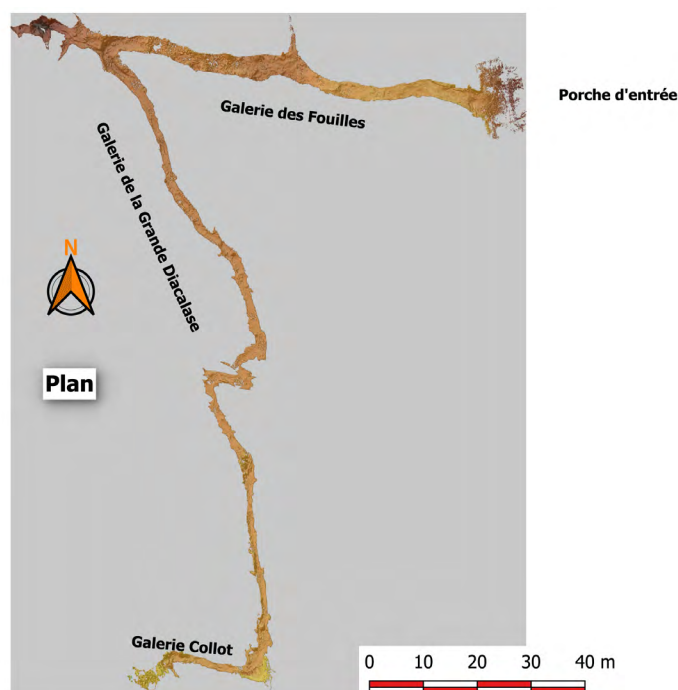 Porche d'entrée
Galerie des Fouilles
Galerie de la Grande Diacalase
N
Plan
Galerie Collot
0 10 20 30 40 m